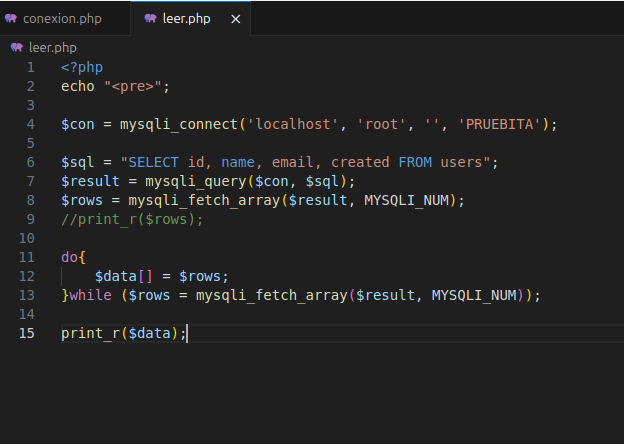 conexion.php leer.php ×
leer.php
1 <?php
2 echo "<pre>";
3
4 $con = mysqli_connect('localhost', 'root', '', 'PRUEBITA');
5
6 $sql = "SELECT id, name, email, created FROM users";
7 $result = mysqli_query($con, $sql);
8 $rows = mysqli_fetch_array($result, MYSQLI_NUM);
9 //print_r($rows);
10
11 do{
12     $data[] = $rows;
13 }while ($rows = mysqli_fetch_array($result, MYSQLI_NUM));
14
15 print_r($data);